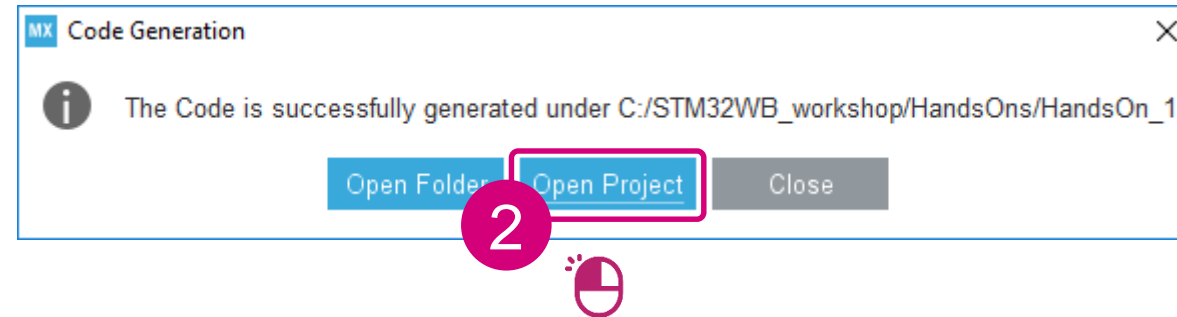 MX Code Generation
The Code is successfully generated under C:/STM32WB_workshop/HandsOns/HandsOn_1
Open Folder Open Project Close
2